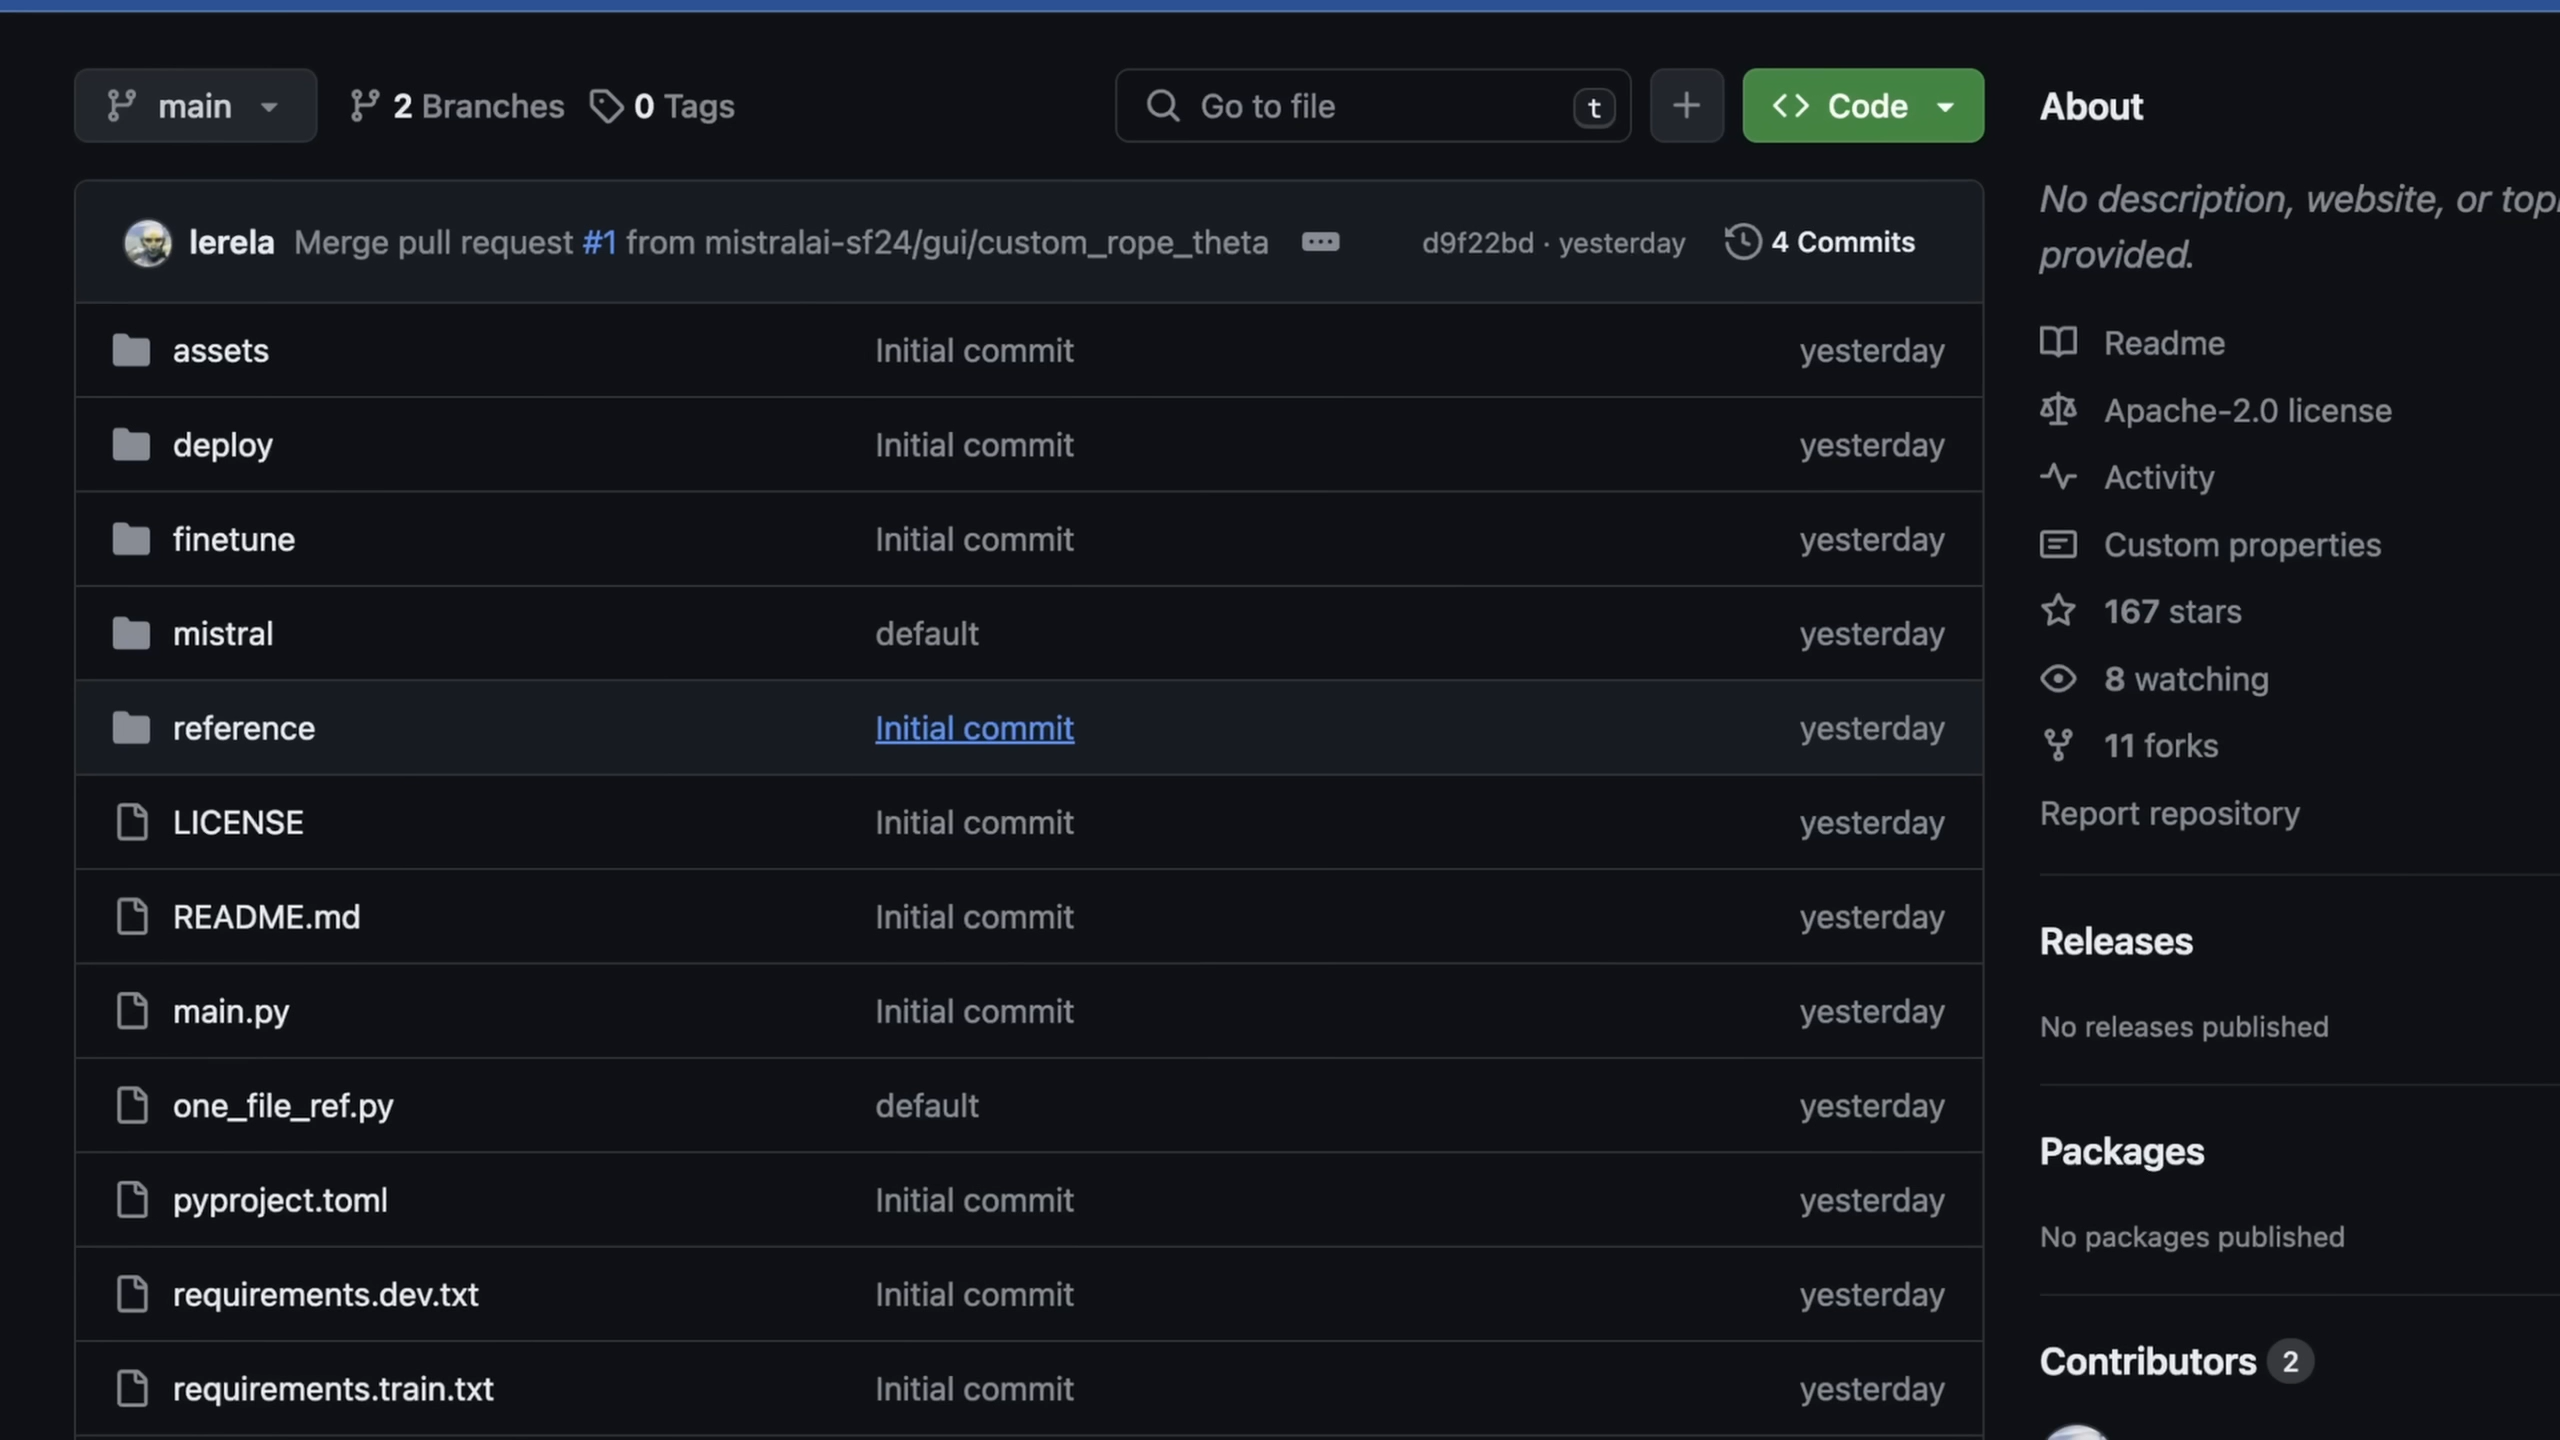 main
2 Branches
0 Tags
Go to file
t
Code
lerela Merge pull request #1 from mistralai-sf24/gui/custom_rope_theta
d9f22bd · yesterday
4 Commits
assets Initial commit yesterday
deploy Initial commit yesterday
finetune Initial commit yesterday
mistral default yesterday
reference Initial commit yesterday
LICENSE Initial commit yesterday
README.md Initial commit yesterday
main.py Initial commit yesterday
one_file_ref.py default yesterday
pyproject.toml Initial commit yesterday
requirements.dev.txt Initial commit yesterday
requirements.train.txt Initial commit yesterday
About
No description, website, or
provided.
Readme
Apache-2.0 license
Activity
Custom properties
167 stars
8 watching
11 forks
Report repository
Releases
No releases published
Packages
No packages published
Contributors 2